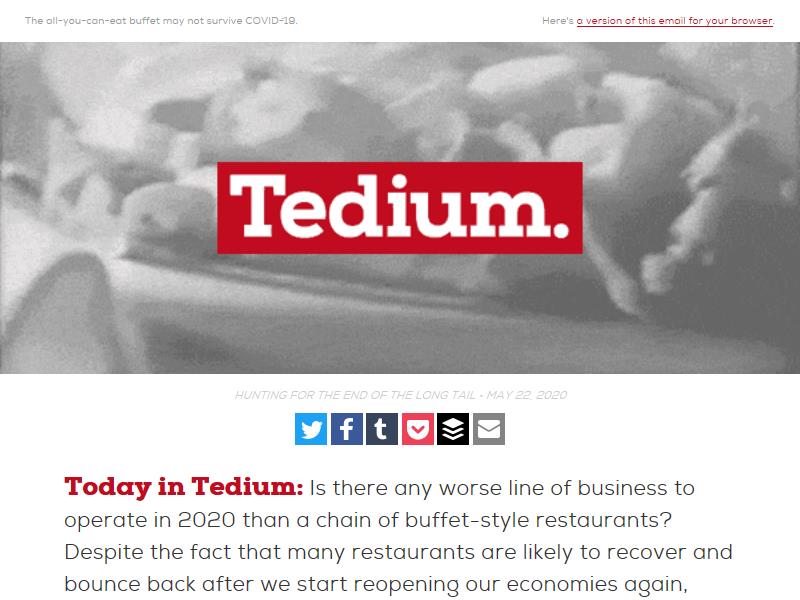 The all-you-can-eat buffet may not survive COVID-19.
Here's a version of this email for your browser.
Tedium.
HUNTING FOR THE END OF THE LONG TAIL • MAY 22, 2020
Today in Tedium: Is there any worse line of business to
operate in 2020 than a chain of buffet-style restaurants?
Despite the fact that many restaurants are likely to recover and
bounce back after we start reopening our economies again,